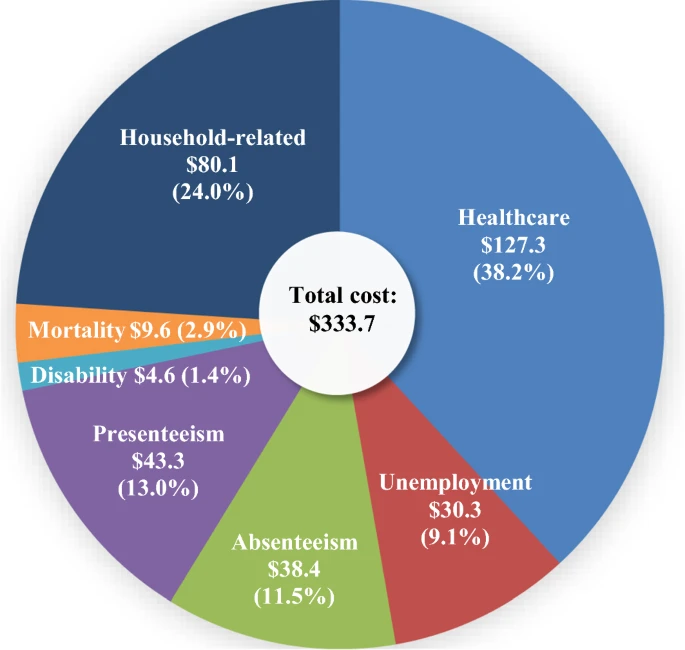 Household-related
$80.1
(24.0%)
Healthcare
$127.3
(38.2%)
Total cost:
$333.7
Mortality $9.6 (2.9%)
Disability $4.6 (1.4%)
Presenteeism
$43.3
(13.0%)
Unemployment
$30.3
(9.1%)
Absenteeism
$38.4
(11.5%)